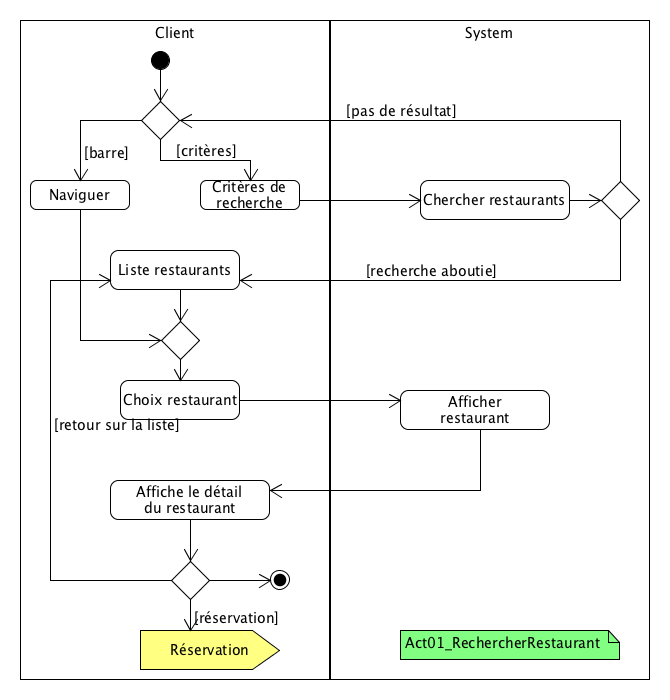 Client
System
[pas de résultat]
[barre]
[critères]
Naviguer
Critères de
recherche
Chercher restaurants
Liste restaurants
[recherche aboutie]
Choix restaurant
Afficher
restaurant
[retour sur la liste]
Affiche le détail
du restaurant
[réservation]
Réservation
Act01_RechercherRestaurant